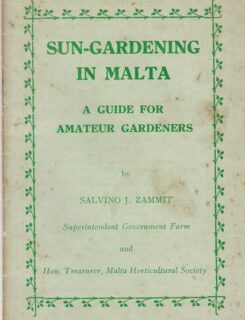 SUN-GARDENING
IN MALTA
A GUIDE FOR
AMATEUR GARDENERS
by
SALVINO J. ZAMMIT
Superintendent Government Farm
and
Hon. Treasurer, Malta Horticultural Society